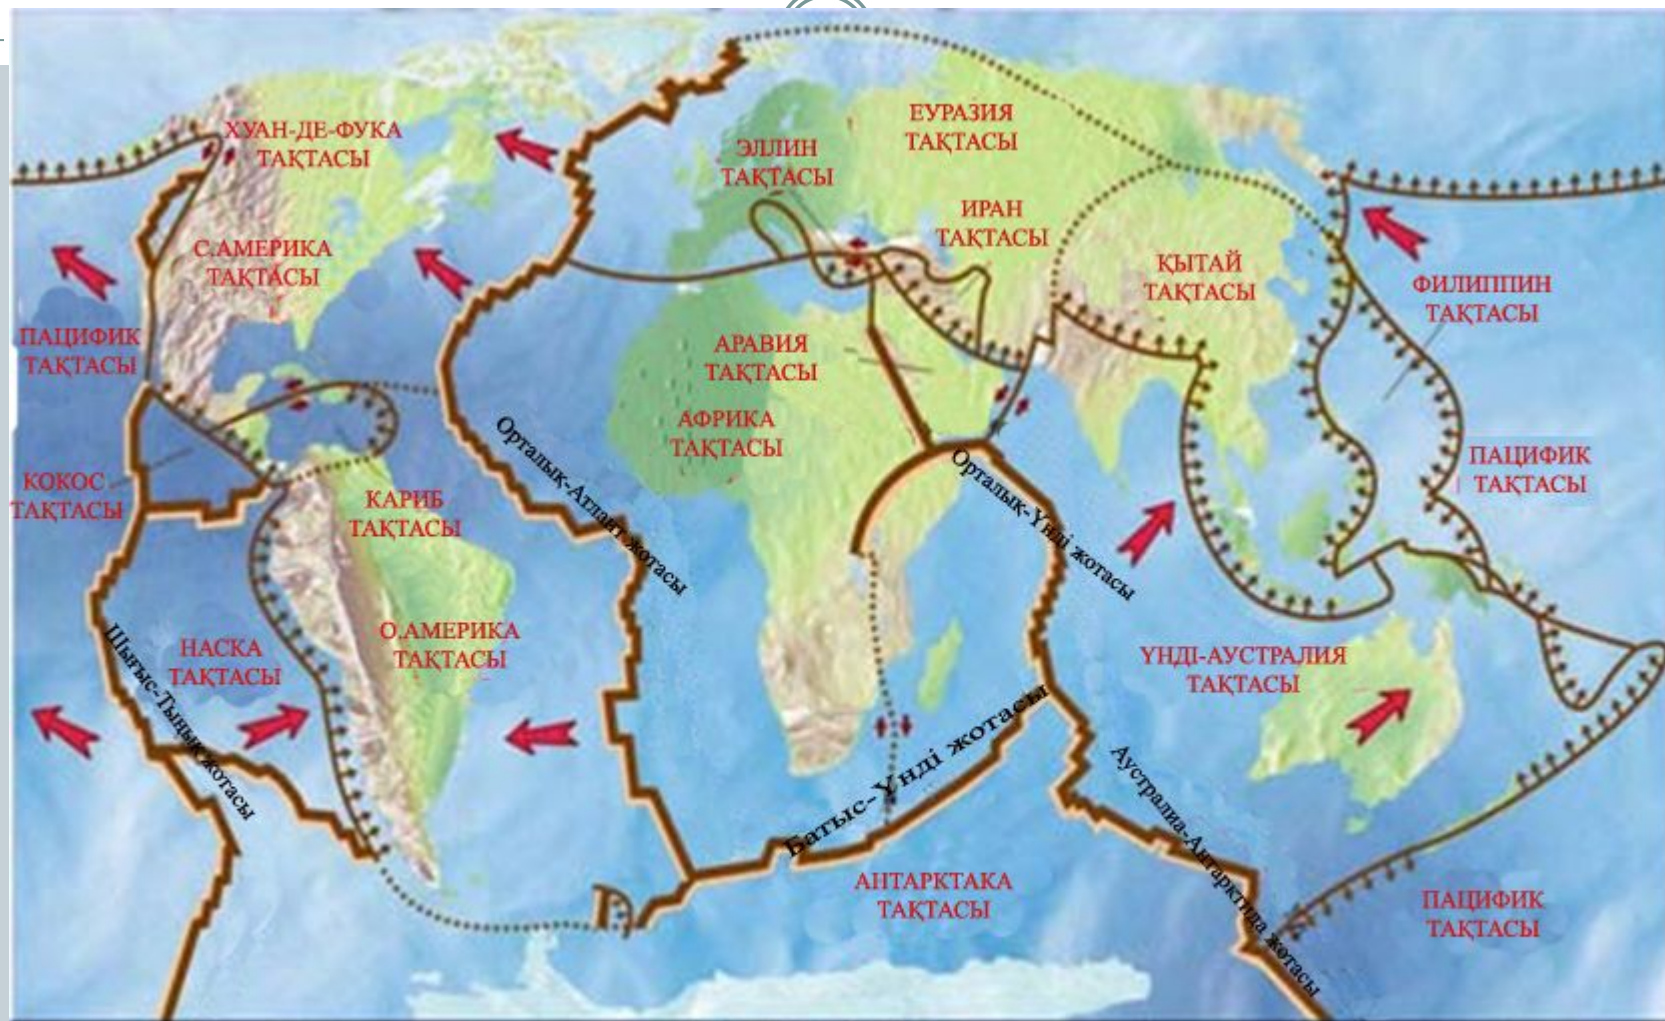 ХУАН-ДЕ-ФУКА
ТАҚТАСЫ
ЕУРАЗИЯ
ТАҚТАСЫ
ЭЛЛИН
ТАҚТАСЫ
ИРАН
ТАҚТАСЫ
С.АМЕРИКА
ТАҚТАСЫ
ҚЫТАЙ
ТАҚТАСЫ
ФИЛИППИН
ТАҚТАСЫ
ПАЦИФИК
ТАҚТАСЫ
АРАВИЯ
ТАҚТАСЫ
АФРИКА
ТАҚТАСЫ
Орталық-Атлант жотасы
Орталық-Үнді жотасы
ПАЦИФИК
ТАҚТАСЫ
КОКОС
ТАҚТАСЫ
КАРИБ
ТАҚТАСЫ
О.АМЕРИКА
ТАҚТАСЫ
НАСКА
ТАҚТАСЫ
Шығыс-Тынық жотасы
ҮНДІ-АУСТРАЛИЯ
ТАҚТАСЫ
Батыс-Үнді жотасы
Аустралиа-Антарктида жотасы
АНТАРКТАКА
ТАҚТАСЫ
ПАЦИФИК
ТАҚТАСЫ